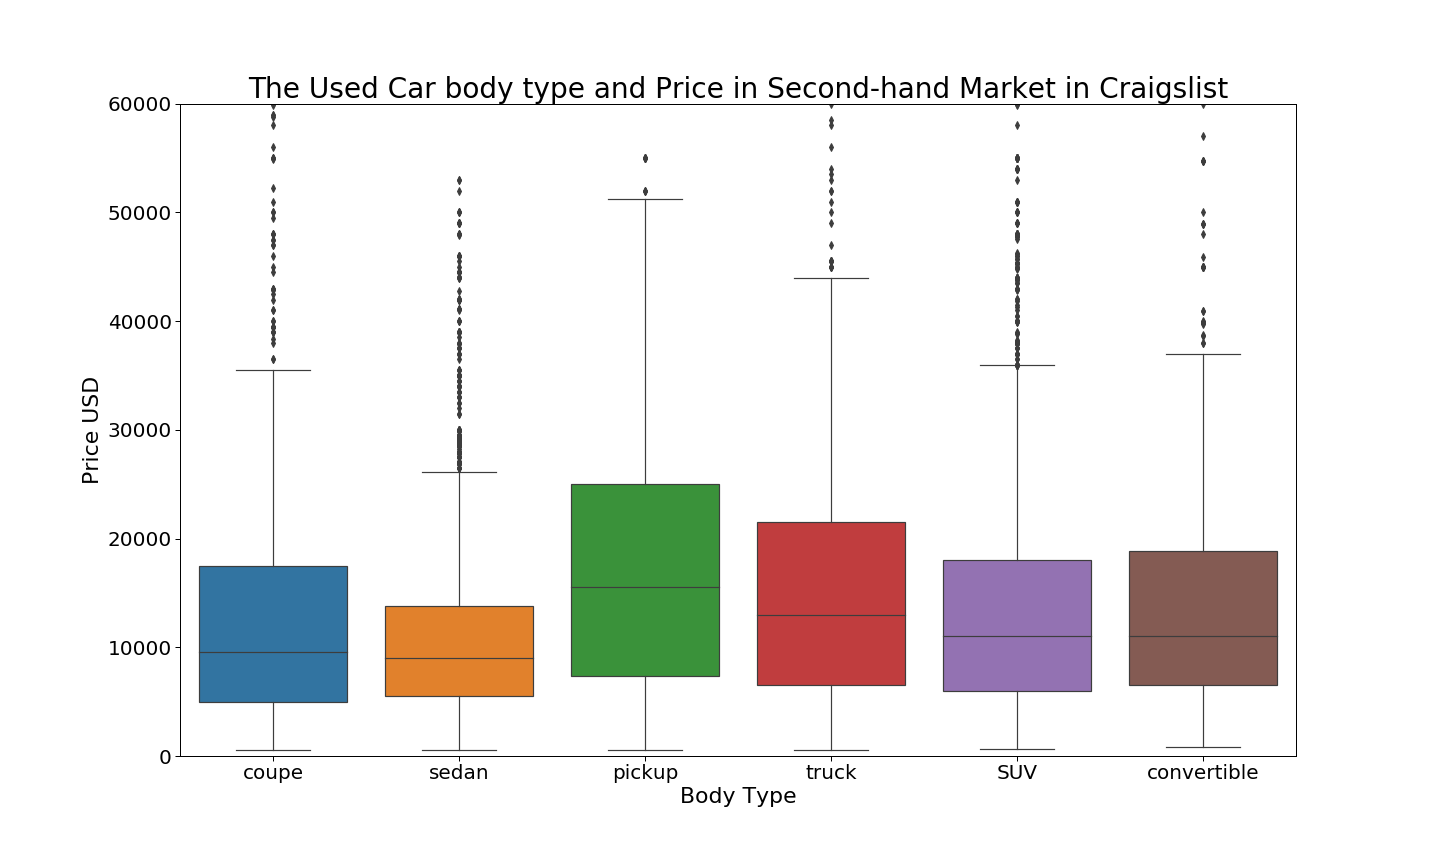 The Used Car body type and Price in Second-hand Market in Craigslist
60000
50000
40000
30000
20000
10000
0
Price USD
coupe sedan pickup truck SUV convertible
Body Type